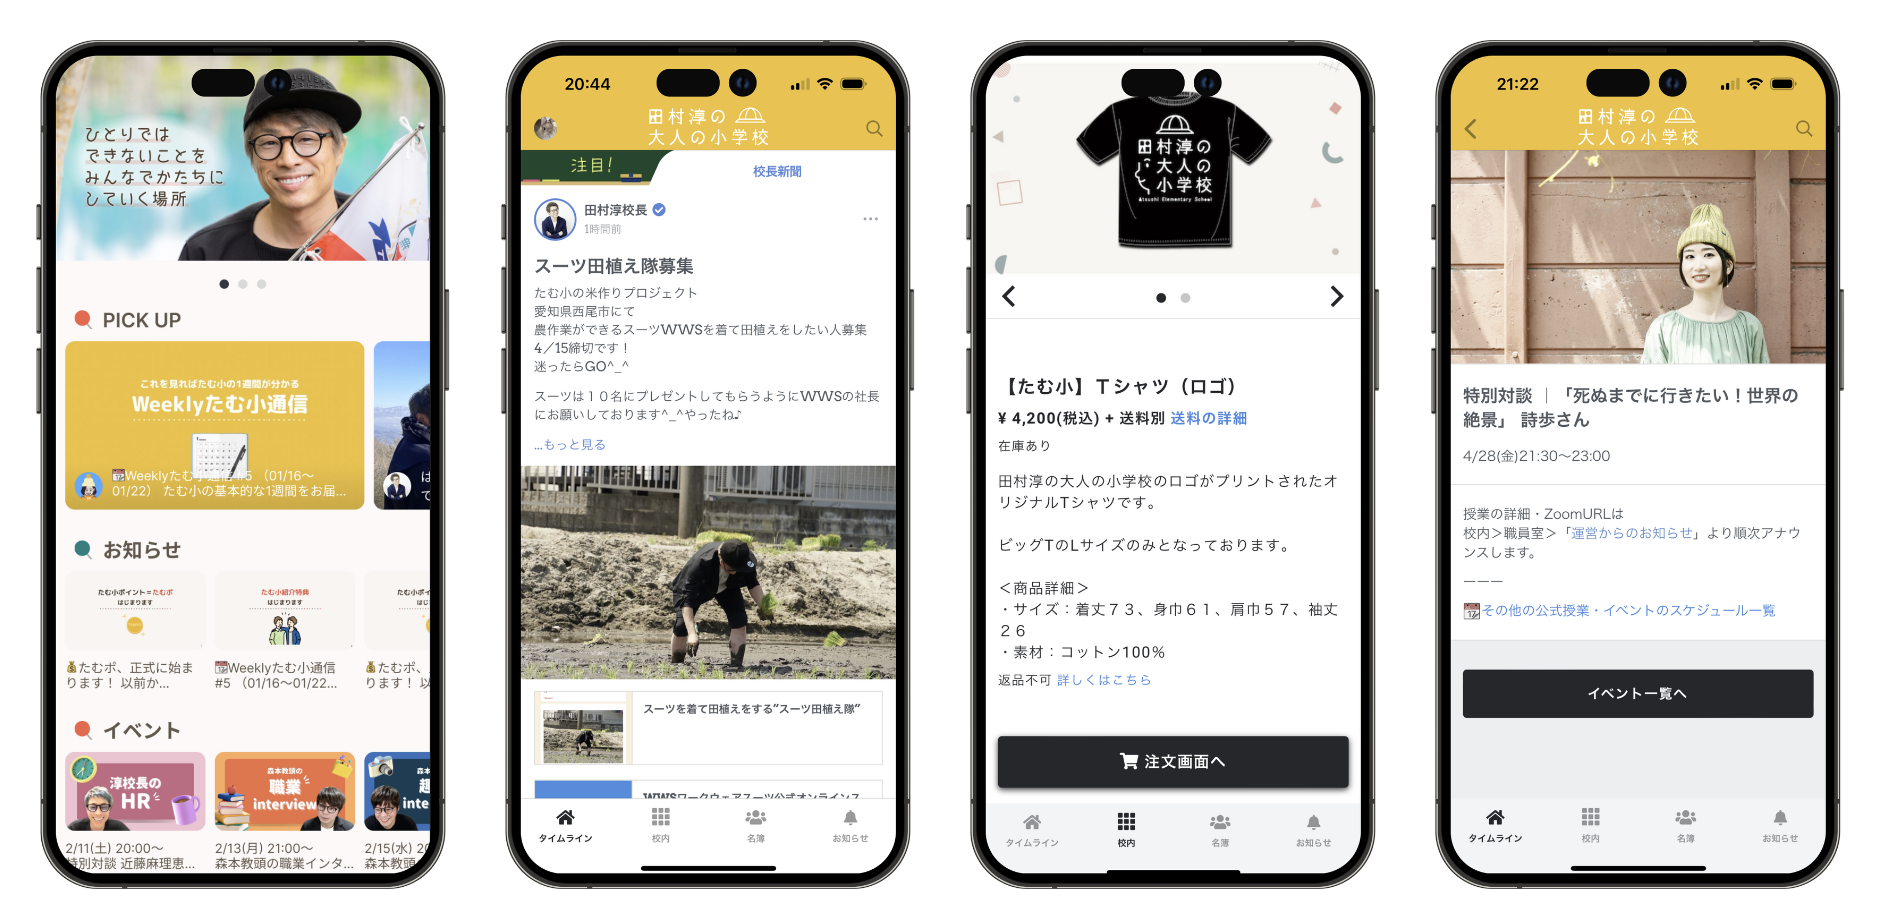 ひとりでは
できないことを
みんなでかたちに
していく場所
PICK UP
これを見ればたむ小の1週間が分かる
Weeklyたむ小通信
📆Weeklyたむ小通信 #5 （01/16〜
01/22） たむ小の基本的な1週間をお届...
は
て
お知らせ
たむ小ポイント＝たむポ
はじまります
たむ小紹介特典
はじまります
たむ小ポイ
はじ
💰たむポ、正式に始ま
ります！ 以前か...
📆Weeklyたむ小通信
#5 （01/16〜01/22...
💰たむポ、
ります！ 以
イベント
淳校長の
HR
森本教頭の
職業
interview
森本
趣
inte
2/11(土) 20:00〜
特別対談 近藤麻理恵...
2/13(月) 21:00〜
森本教頭の職業インタ...
2/15(水) 20
森本教頭
20:44
田村淳の
大人の小学校
注目!
校長新聞
田村淳校長
1時間前
スーツ田植え隊募集
たむ小の米作りプロジェクト
愛知県西尾市にて
農作業ができるスーツWWSを着て田植えをしたい人募集
4／15締切です！
迷ったらGO^_^
スーツは１０名にプレゼントしてもらうようにWWSの社長
にお願いしております^_^やったね♪
...もっと見る
スーツを着て田植えをする“スーツ田植え隊”
WWSワークウェアスーツ公式オンラインス
タイムライン
校内
名簿
お知らせ
田村淳の
大人の
小学校
Atsushi Elementary School
【たむ小】Ｔシャツ（ロゴ）
¥ 4,200(税込) + 送料別 送料の詳細
在庫あり
田村淳の大人の小学校のロゴがプリントされたオ
リジナルTシャツです。
ビッグTのLサイズのみとなっております。
＜商品詳細＞
・サイズ：着丈７３、身巾６１、肩巾５７、袖丈
２６
・素材：コットン100％
返品不可 詳しくはこちら
注文画面へ
タイムライン
校内
名簿
お知らせ
21:22
田村淳の
大人の小学校
特別対談 ｜「死ぬまでに行きたい！世界の
絶景」 詩歩さん
4/28(金)21:30〜23:00
授業の詳細・ZoomURLは
校内＞職員室＞「運営からのお知らせ」より順次アナウ
ンスします。
———
📆その他の公式授業・イベントのスケジュール一覧
イベント一覧へ
タイムライン
校内
名簿
お知らせ